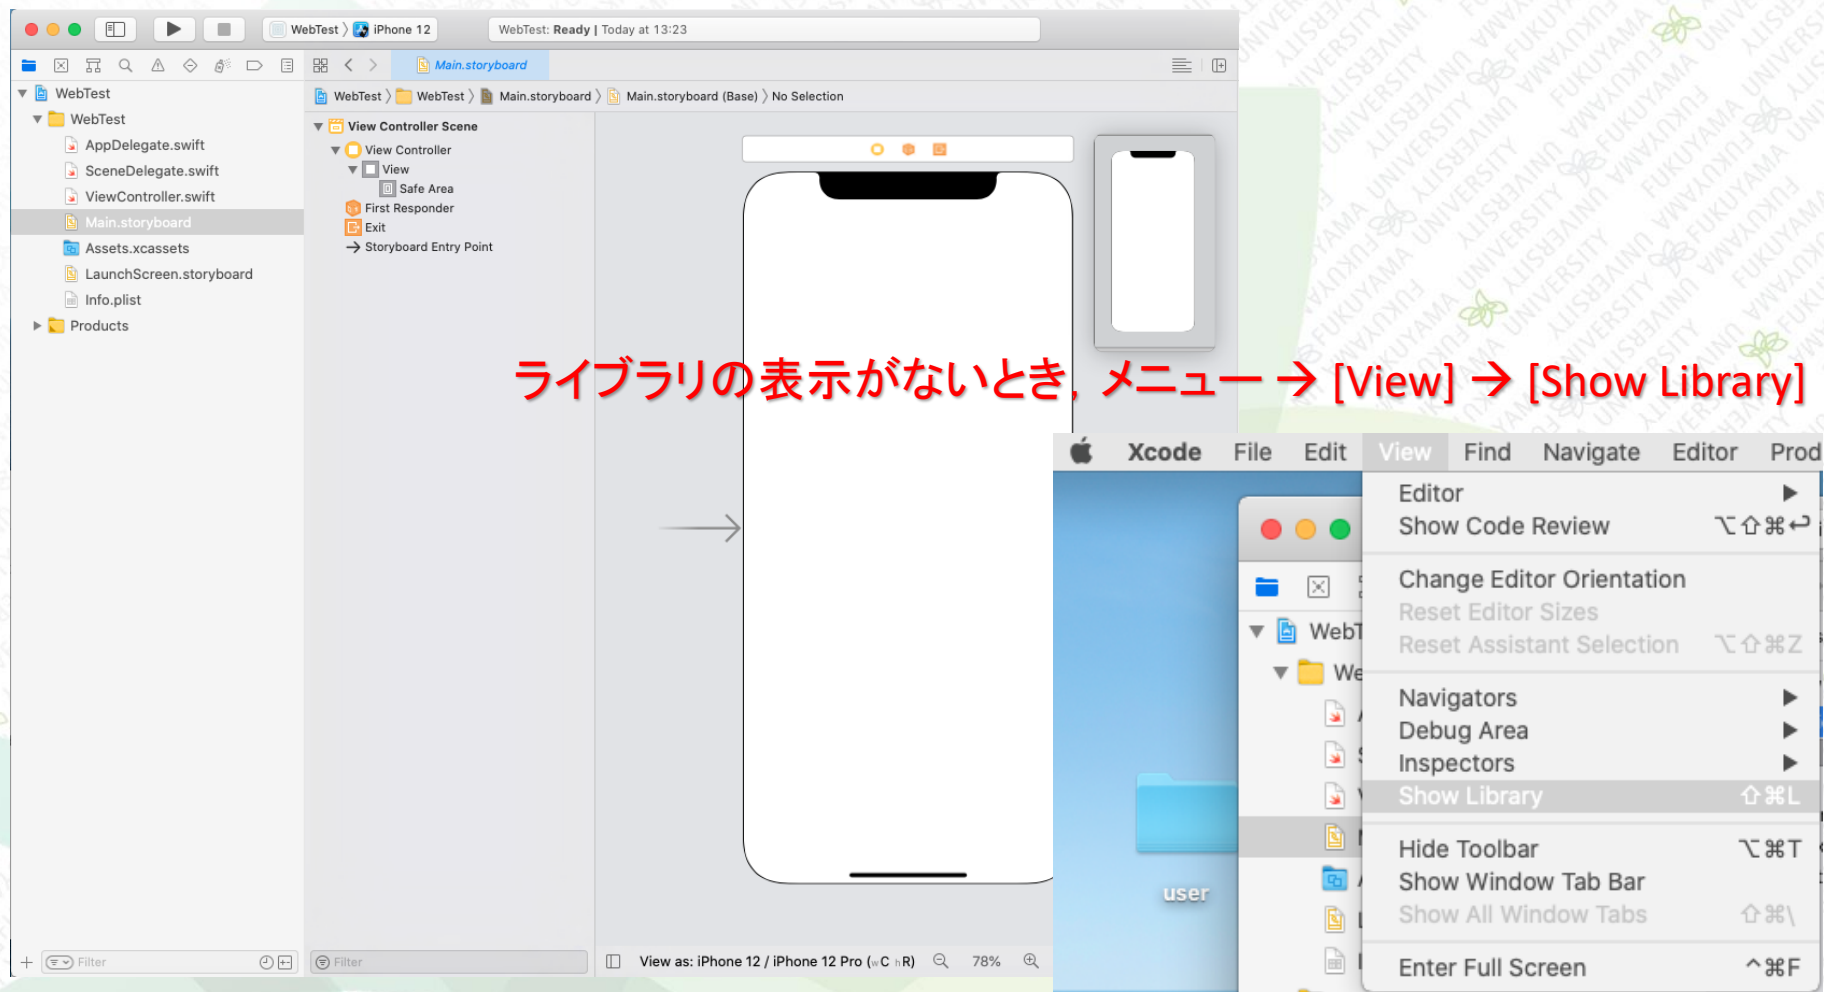 WebTest 〉 iPhone 12
WebTest: Ready | Today at 13:23
Main.storyboard
WebTest 〉 WebTest 〉 Main.storyboard 〉 Main.storyboard (Base) 〉 No Selection
WebTest
WebTest
AppDelegate.swift
SceneDelegate.swift
ViewController.swift
Main.storyboard
Assets.xcassets
LaunchScreen.storyboard
Info.plist
Products
View Controller Scene
View Controller
View
Safe Area
First Responder
Exit
Storyboard Entry Point
ライブラリの表示がないとき, メニュー → [View] → [Show Library]
Xcode File Edit View Find Navigate Editor Prod
Editor
Show Code Review ⌥⇧⌘↩
Change Editor Orientation
Reset Editor Sizes
Reset Assistant Selection ⌥⇧⌘Z
Navigators
Debug Area
Inspectors
Show Library ⇧⌘L
Hide Toolbar ⌥⌘T
Show Window Tab Bar
Show All Window Tabs ⇧⌘\
Enter Full Screen ^⌘F
WebT
We
user
Filter
Filter
View as: iPhone 12 / iPhone 12 Pro (wC hR)
78%
FUKUYAMA UNIVERSITY